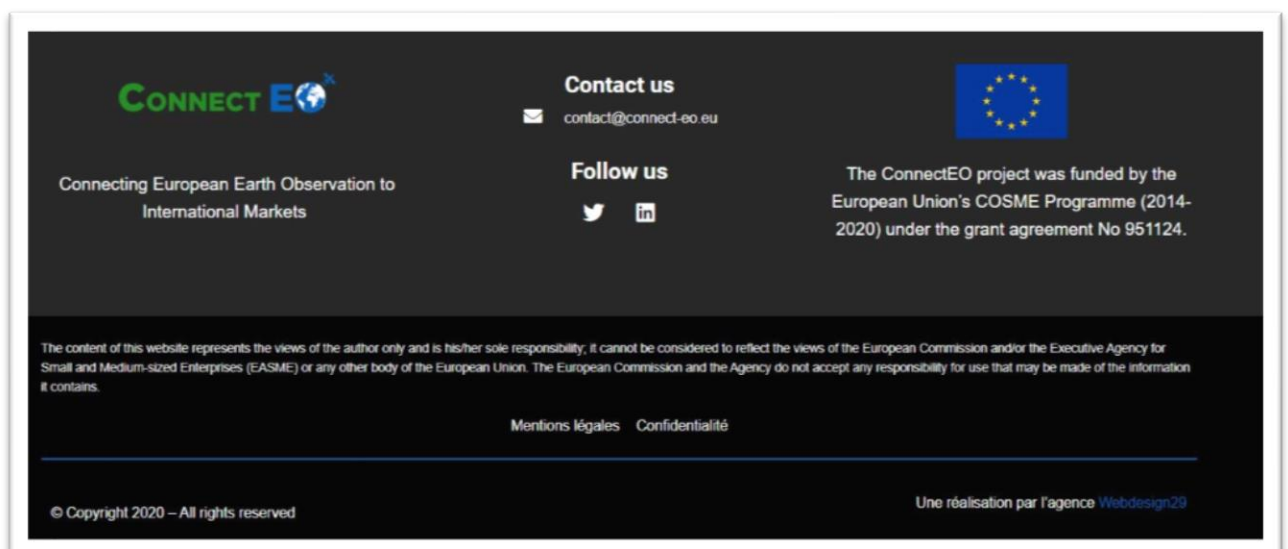 CONNECT EO
Connecting European Earth Observation to
International Markets
Contact us
contact@connect-eo.eu
Follow us
The ConnectEO project was funded by the
European Union's COSME Programme (2014-
2020) under the grant agreement No 951124.
The content of this website represents the views of the author only and is his/her sole responsibility; it cannot be considered to reflect the views of the European Commission and/or the Executive Agency for
Small and Medium-sized Enterprises (EASME) or any other body of the European Union. The European Commission and the Agency do not accept any responsibility for use that may be made of the information
it contains.
Mentions légales Confidentialité
© Copyright 2020 – All rights reserved
Une réalisation par l'agence Webdesign29